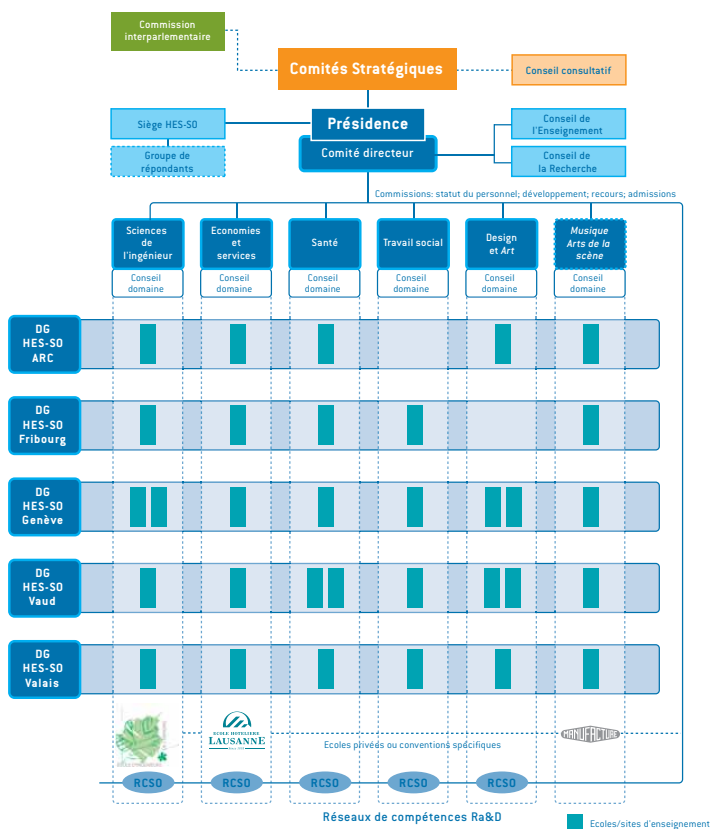 Commission
interparlementaire
Comités Stratégiques
Conseil consultatif
Siège HES-SO
Présidence
Conseil de
l'Enseignement
Groupe de
répondants
Comité directeur
Conseil de
la Recherche
Commissions: statut du personnel; développement; recours; admissions
Sciences
de
l'ingénieur
Economies
et
services
Santé
Travail social
Design
et Art
Musique
Arts de la
scène
Conseil
domaine
Conseil
domaine
Conseil
domaine
Conseil
domaine
Conseil
domaine
Conseil
domaine
DG
HES-SO
ARC
DG
HES-SO
Fribourg
DG
HES-SO
Genève
DG
HES-SO
Vaud
DG
HES-SO
Valais
ECOLE HOTELIERE
LAUSANNE
Ecoles privées ou conventions spécifiques
MANUFACTURE
RCSO
RCSO
RCSO
RCSO
RCSO
Réseaux de compétences Ra&D
Ecoles/sites d'enseignement